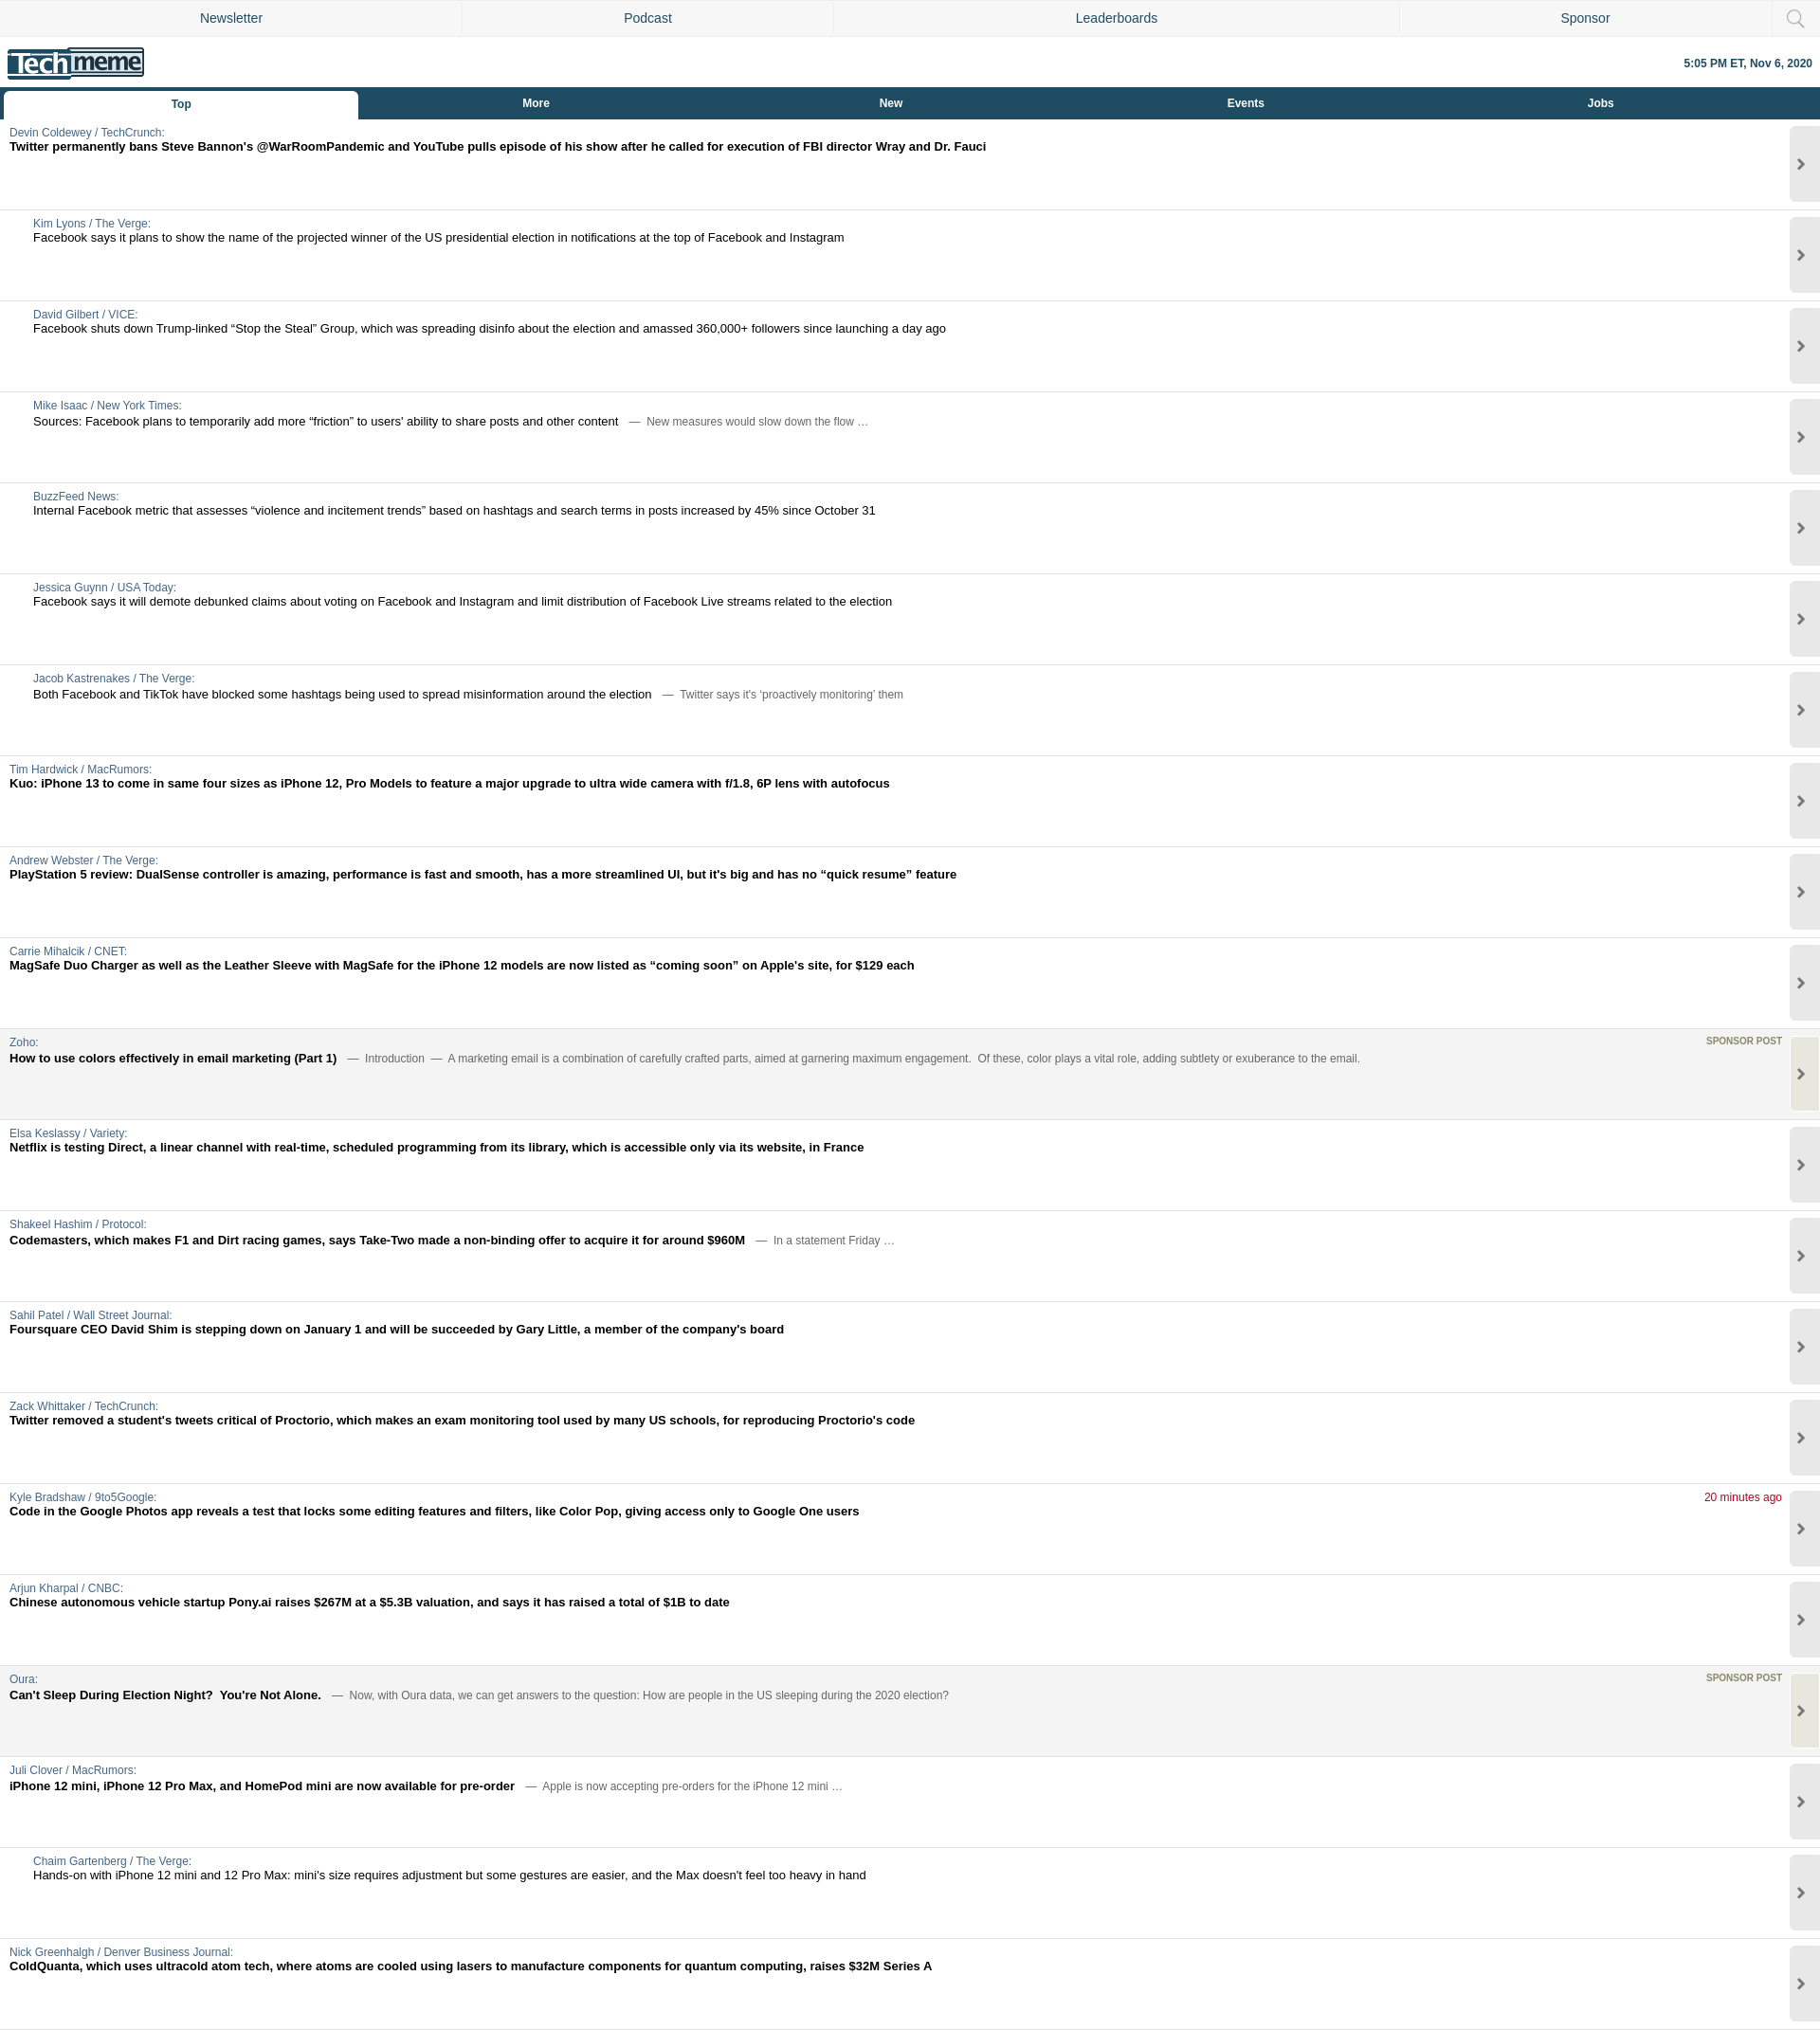 Newsletter
Podcast
Leaderboards
Sponsor
Techmeme
5:05 PM ET, Nov 6, 2020
Top
More
New
Events
Jobs
Devin Coldewey / TechCrunch:
Twitter permanently bans Steve Bannon's @WarRoomPandemic and YouTube pulls episode of his show after he called for execution of FBI director Wray and Dr. Fauci
Kim Lyons / The Verge:
Facebook says it plans to show the name of the projected winner of the US presidential election in notifications at the top of Facebook and Instagram
David Gilbert / VICE:
Facebook shuts down Trump-linked “Stop the Steal” Group, which was spreading disinfo about the election and amassed 360,000+ followers since launching a day ago
Mike Isaac / New York Times:
Sources: Facebook plans to temporarily add more “friction” to users' ability to share posts and other content — New measures would slow down the flow …
BuzzFeed News:
Internal Facebook metric that assesses “violence and incitement trends” based on hashtags and search terms in posts increased by 45% since October 31
Jessica Guynn / USA Today:
Facebook says it will demote debunked claims about voting on Facebook and Instagram and limit distribution of Facebook Live streams related to the election
Jacob Kastrenakes / The Verge:
Both Facebook and TikTok have blocked some hashtags being used to spread misinformation around the election — Twitter says it's ‘proactively monitoring’ them
Tim Hardwick / MacRumors:
Kuo: iPhone 13 to come in same four sizes as iPhone 12, Pro Models to feature a major upgrade to ultra wide camera with f/1.8, 6P lens with autofocus
Andrew Webster / The Verge:
PlayStation 5 review: DualSense controller is amazing, performance is fast and smooth, has a more streamlined UI, but it's big and has no “quick resume” feature
Carrie Mihalcik / CNET:
MagSafe Duo Charger as well as the Leather Sleeve with MagSafe for the iPhone 12 models are now listed as “coming soon” on Apple's site, for $129 each
Zoho:
SPONSOR POST
How to use colors effectively in email marketing (Part 1) — Introduction — A marketing email is a combination of carefully crafted parts, aimed at garnering maximum engagement. Of these, color plays a vital role, adding subtlety or exuberance to the email.
Elsa Keslassy / Variety:
Netflix is testing Direct, a linear channel with real-time, scheduled programming from its library, which is accessible only via its website, in France
Shakeel Hashim / Protocol:
Codemasters, which makes F1 and Dirt racing games, says Take-Two made a non-binding offer to acquire it for around $960M — In a statement Friday …
Sahil Patel / Wall Street Journal:
Foursquare CEO David Shim is stepping down on January 1 and will be succeeded by Gary Little, a member of the company's board
Zack Whittaker / TechCrunch:
Twitter removed a student's tweets critical of Proctorio, which makes an exam monitoring tool used by many US schools, for reproducing Proctorio's code
Kyle Bradshaw / 9to5Google:
20 minutes ago
Code in the Google Photos app reveals a test that locks some editing features and filters, like Color Pop, giving access only to Google One users
Arjun Kharpal / CNBC:
Chinese autonomous vehicle startup Pony.ai raises $267M at a $5.3B valuation, and says it has raised a total of $1B to date
Oura:
SPONSOR POST
Can't Sleep During Election Night? You're Not Alone. — Now, with Oura data, we can get answers to the question: How are people in the US sleeping during the 2020 election?
Juli Clover / MacRumors:
iPhone 12 mini, iPhone 12 Pro Max, and HomePod mini are now available for pre-order — Apple is now accepting pre-orders for the iPhone 12 mini …
Chaim Gartenberg / The Verge:
Hands-on with iPhone 12 mini and 12 Pro Max: mini's size requires adjustment but some gestures are easier, and the Max doesn't feel too heavy in hand
Nick Greenhalgh / Denver Business Journal:
ColdQuanta, which uses ultracold atom tech, where atoms are cooled using lasers to manufacture components for quantum computing, raises $32M Series A